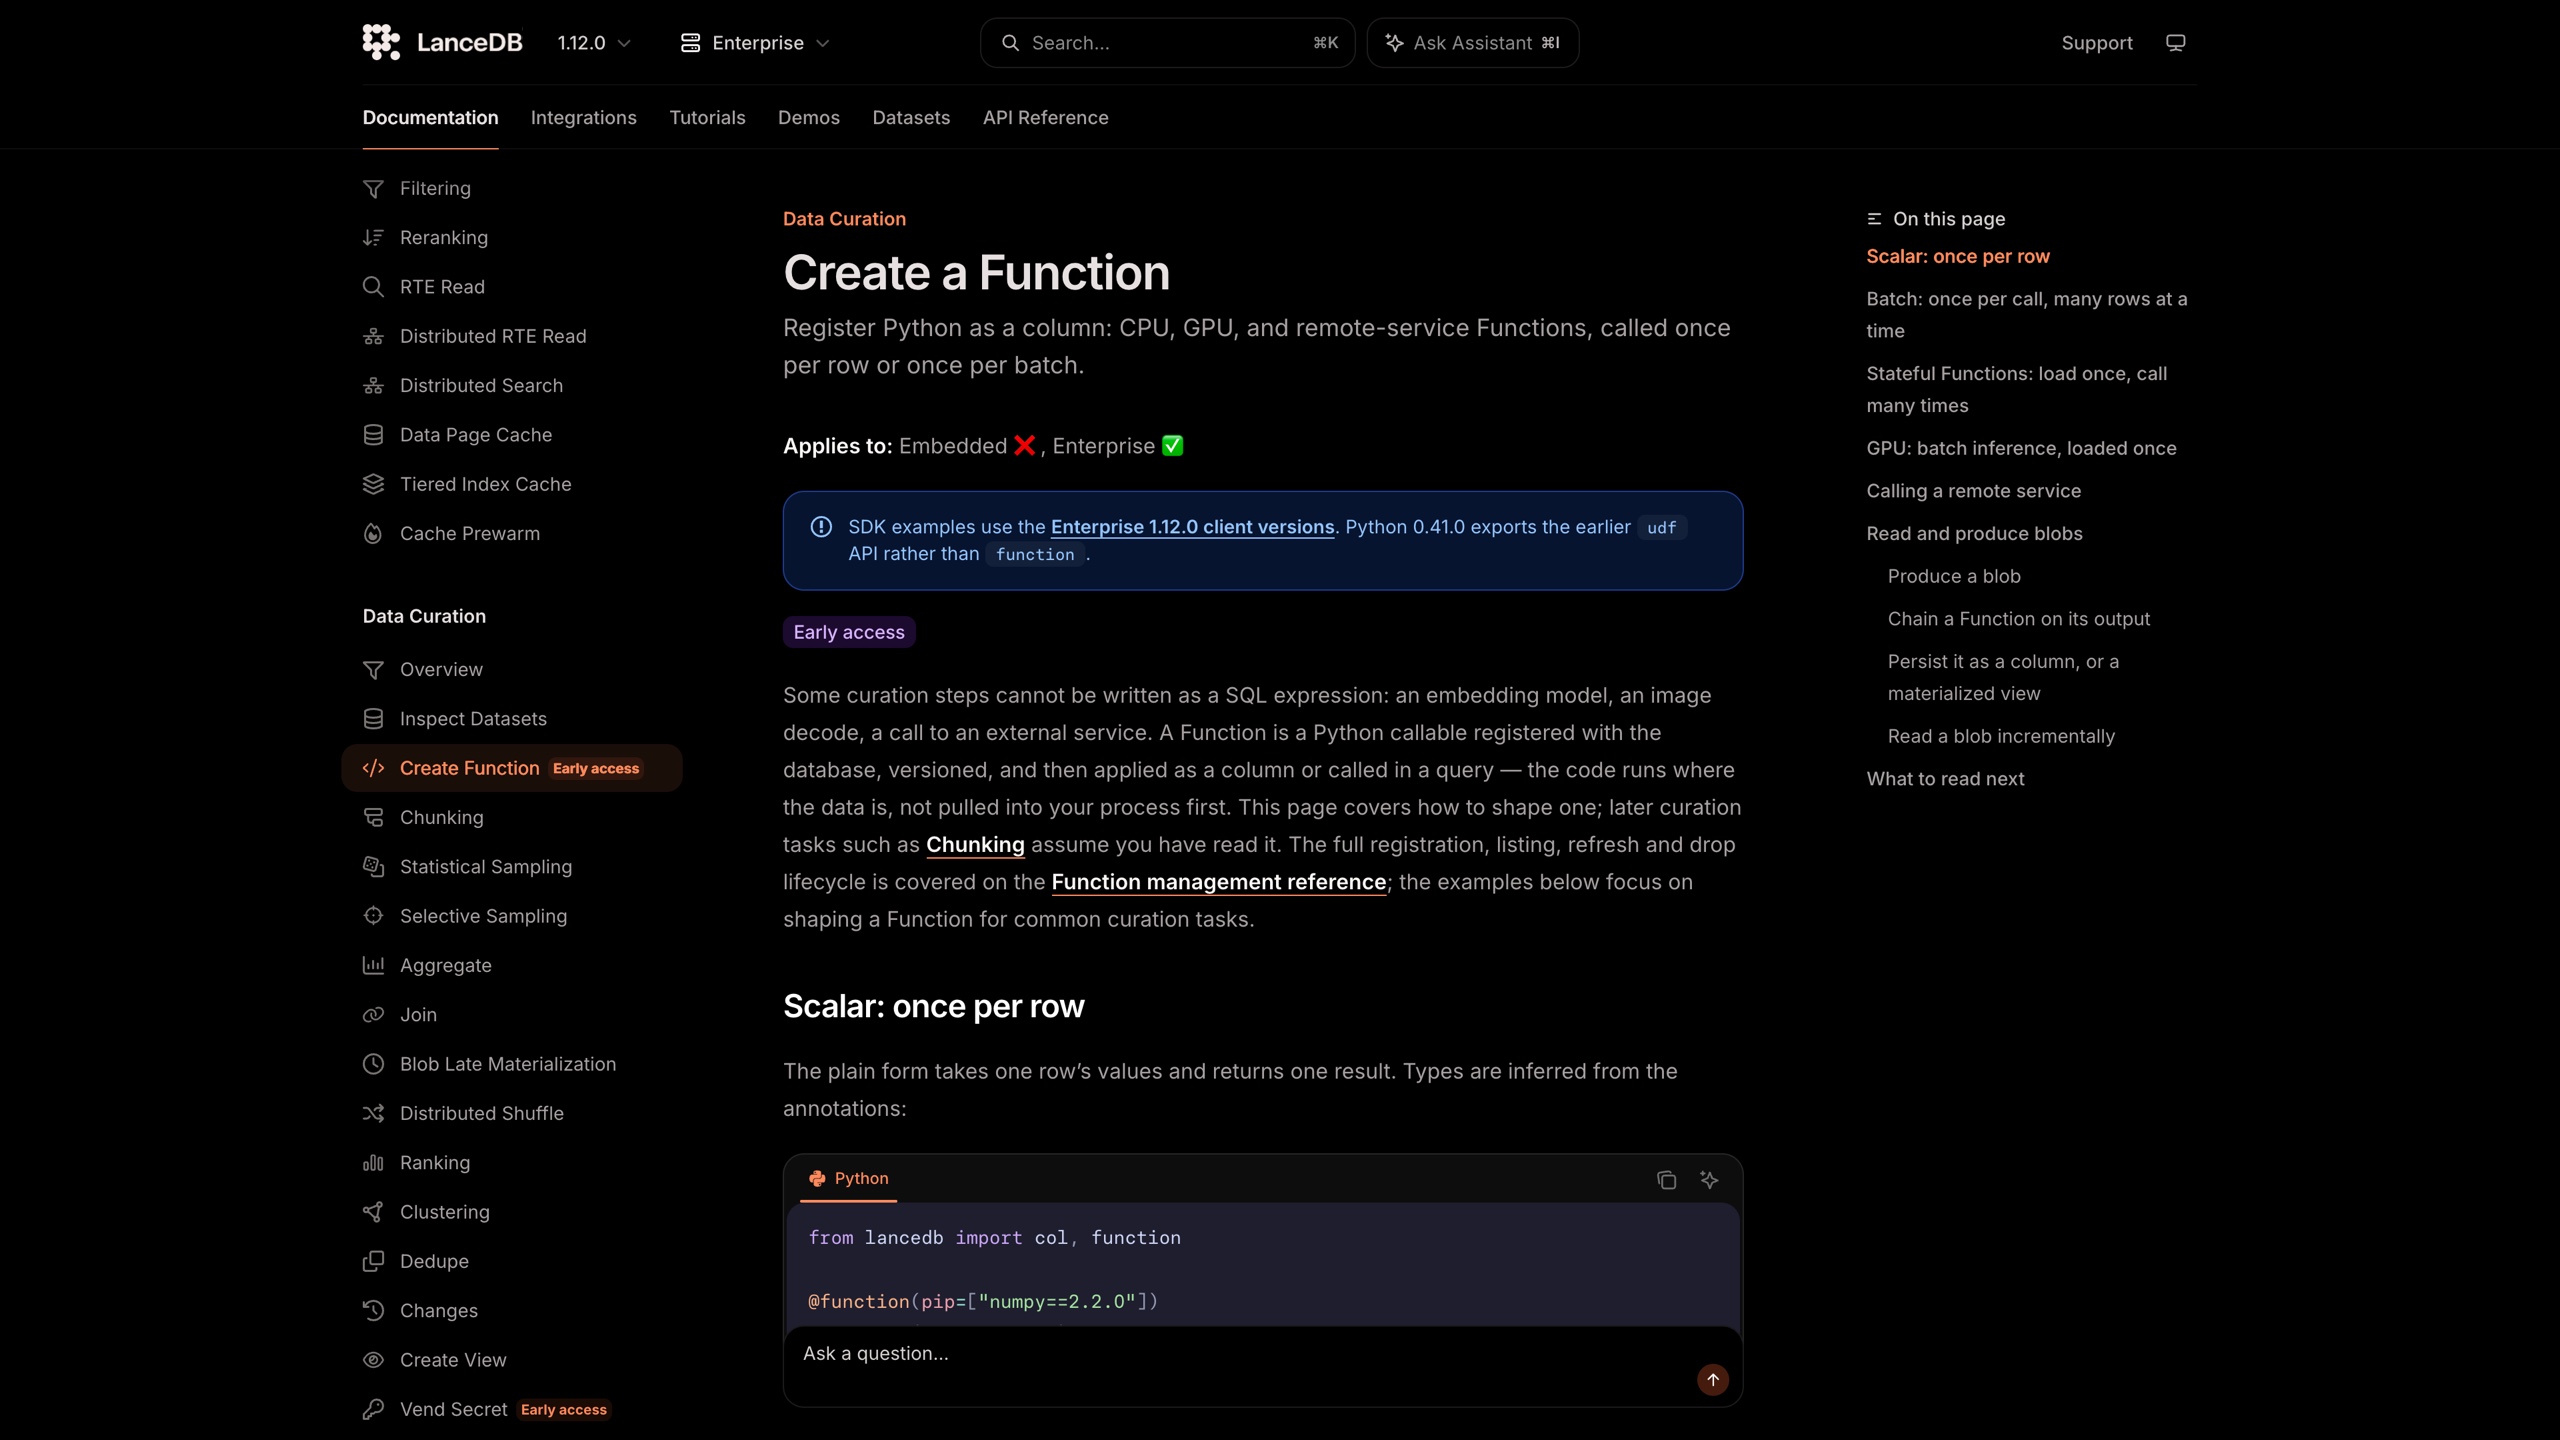 LanceDB
1.12.0
Enterprise
Search...
⌘K
Ask Assistant ⌘I
Support
Documentation
Integrations
Tutorials
Demos
Datasets
API Reference
Filtering
Reranking
RTE Read
Distributed RTE Read
Distributed Search
Data Page Cache
Tiered Index Cache
Cache Prewarm
Data Curation
Overview
Inspect Datasets
Create Function Early access
Chunking
Statistical Sampling
Selective Sampling
Aggregate
Join
Blob Late Materialization
Distributed Shuffle
Ranking
Clustering
Dedupe
Changes
Create View
Vend Secret Early access
Data Curation
Create a Function
Register Python as a column: CPU, GPU, and remote-service Functions, called once
per row or once per batch.
Applies to: Embedded ❌ , Enterprise ✅
SDK examples use the Enterprise 1.12.0 client versions. Python 0.41.0 exports the earlier udf
API rather than function .
Early access
Some curation steps cannot be written as a SQL expression: an embedding model, an image
decode, a call to an external service. A Function is a Python callable registered with the
database, versioned, and then applied as a column or called in a query — the code runs where
the data is, not pulled into your process first. This page covers how to shape one; later curation
tasks such as Chunking assume you have read it. The full registration, listing, refresh and drop
lifecycle is covered on the Function management reference; the examples below focus on
shaping a Function for common curation tasks.
Scalar: once per row
The plain form takes one row’s values and returns one result. Types are inferred from the
annotations:
Python
from lancedb import col, function
@function(pip=["numpy==2.2.0"])
Ask a question...
On this page
Scalar: once per row
Batch: once per call, many rows at a
time
Stateful Functions: load once, call
many times
GPU: batch inference, loaded once
Calling a remote service
Read and produce blobs
Produce a blob
Chain a Function on its output
Persist it as a column, or a
materialized view
Read a blob incrementally
What to read next